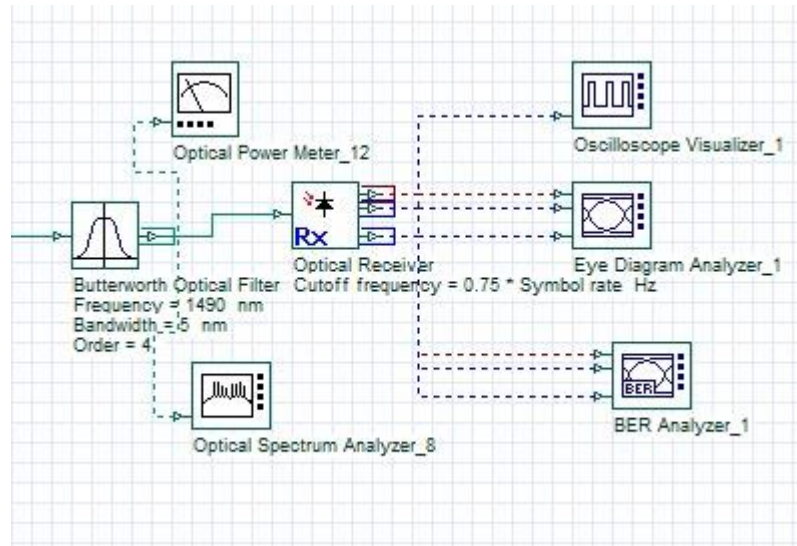 Optical Power Meter_12
Oscilloscope Visualizer_1
Rx
Butterworth Optical Filter
Frequency = 1490 nm
Bandwidth = 5 nm
Order = 4
Optical Receiver
Cutoff frequency = 0.75 * Symbol rate Hz
Eye Diagram Analyzer_1
Optical Spectrum Analyzer_8
BER
BER Analyzer_1